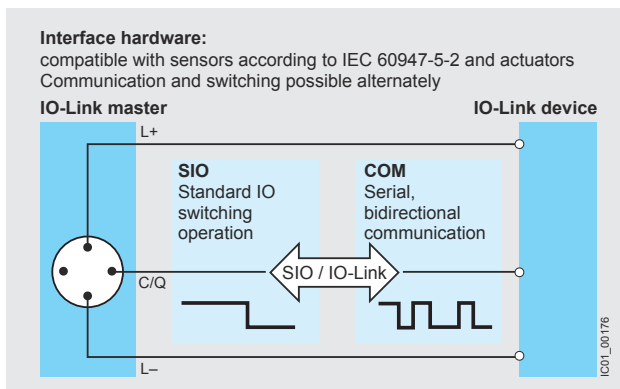 Interface hardware:
compatible with sensors according to IEC 60947-5-2 and actuators
Communication and switching possible alternately
IO-Link master
IO-Link device
L+
SIO
Standard IO
switching
operation
COM
Serial,
bidirectional
communication
C/Q
SIO / IO-Link
L–
IC01_00176